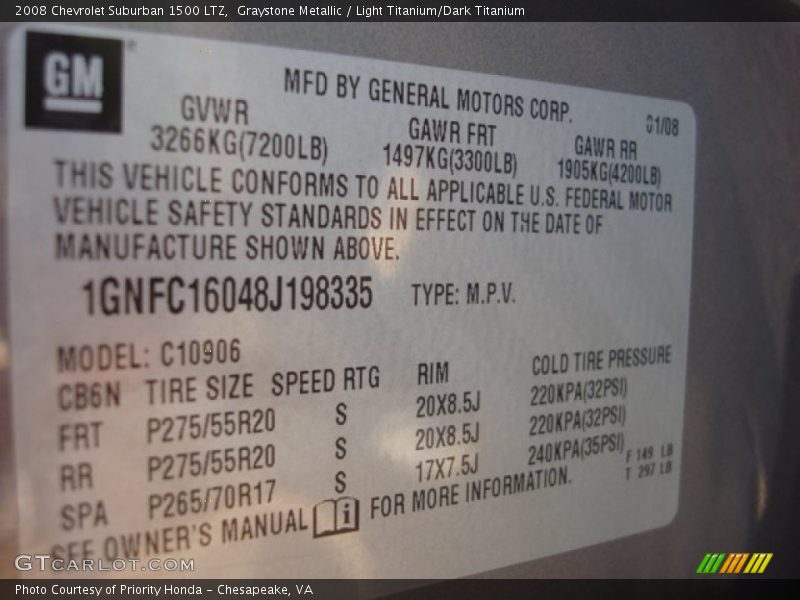 2008 Chevrolet Suburban 1500 LTZ, Graystone Metallic / Light Titanium/Dark Titanium
GM
MFD BY GENERAL MOTORS CORP.
01/08
GVWR GAWR FRT GAWR RR
3266KG(7200LB) 1497KG(3300LB) 1905KG(4200LB)
THIS VEHICLE CONFORMS TO ALL APPLICABLE U.S. FEDERAL MOTOR
VEHICLE SAFETY STANDARDS IN EFFECT ON THE DATE OF
MANUFACTURE SHOWN ABOVE.
1GNFC16048J198335 TYPE: M.P.V.
MODEL: C10906
CB6N TIRE SIZE SPEED RTG RIM COLD TIRE PRESSURE
FRT P275/55R20 S 20X8.5J 220KPA(32PSI)
RR P275/55R20 S 20X8.5J 220KPA(32PSI)
SPA P265/70R17 S 17X7.5J 240KPA(35PSI)
F 149 LB
T 297 LB
SEE OWNER'S MANUAL i FOR MORE INFORMATION.
GTCARLOT.COM
Photo Courtesy of Priority Honda - Chesapeake, VA